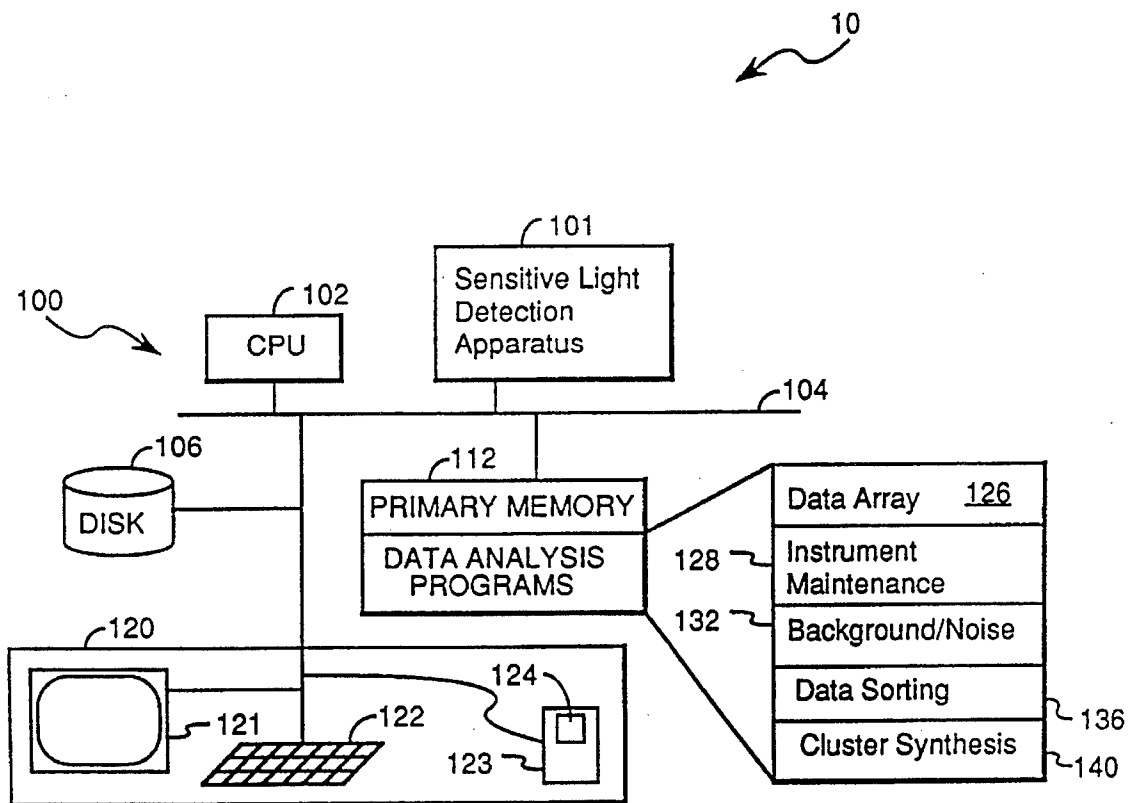 10
101
Sensitive Light
Detection
Apparatus
102
CPU
100
104
106
DISK
112
PRIMARY MEMORY
DATA ANALYSIS
PROGRAMS
Data Array 126
128
Instrument
Maintenance
132
Background/Noise
Data Sorting
136
Cluster Synthesis
140
120
121
122
124
123